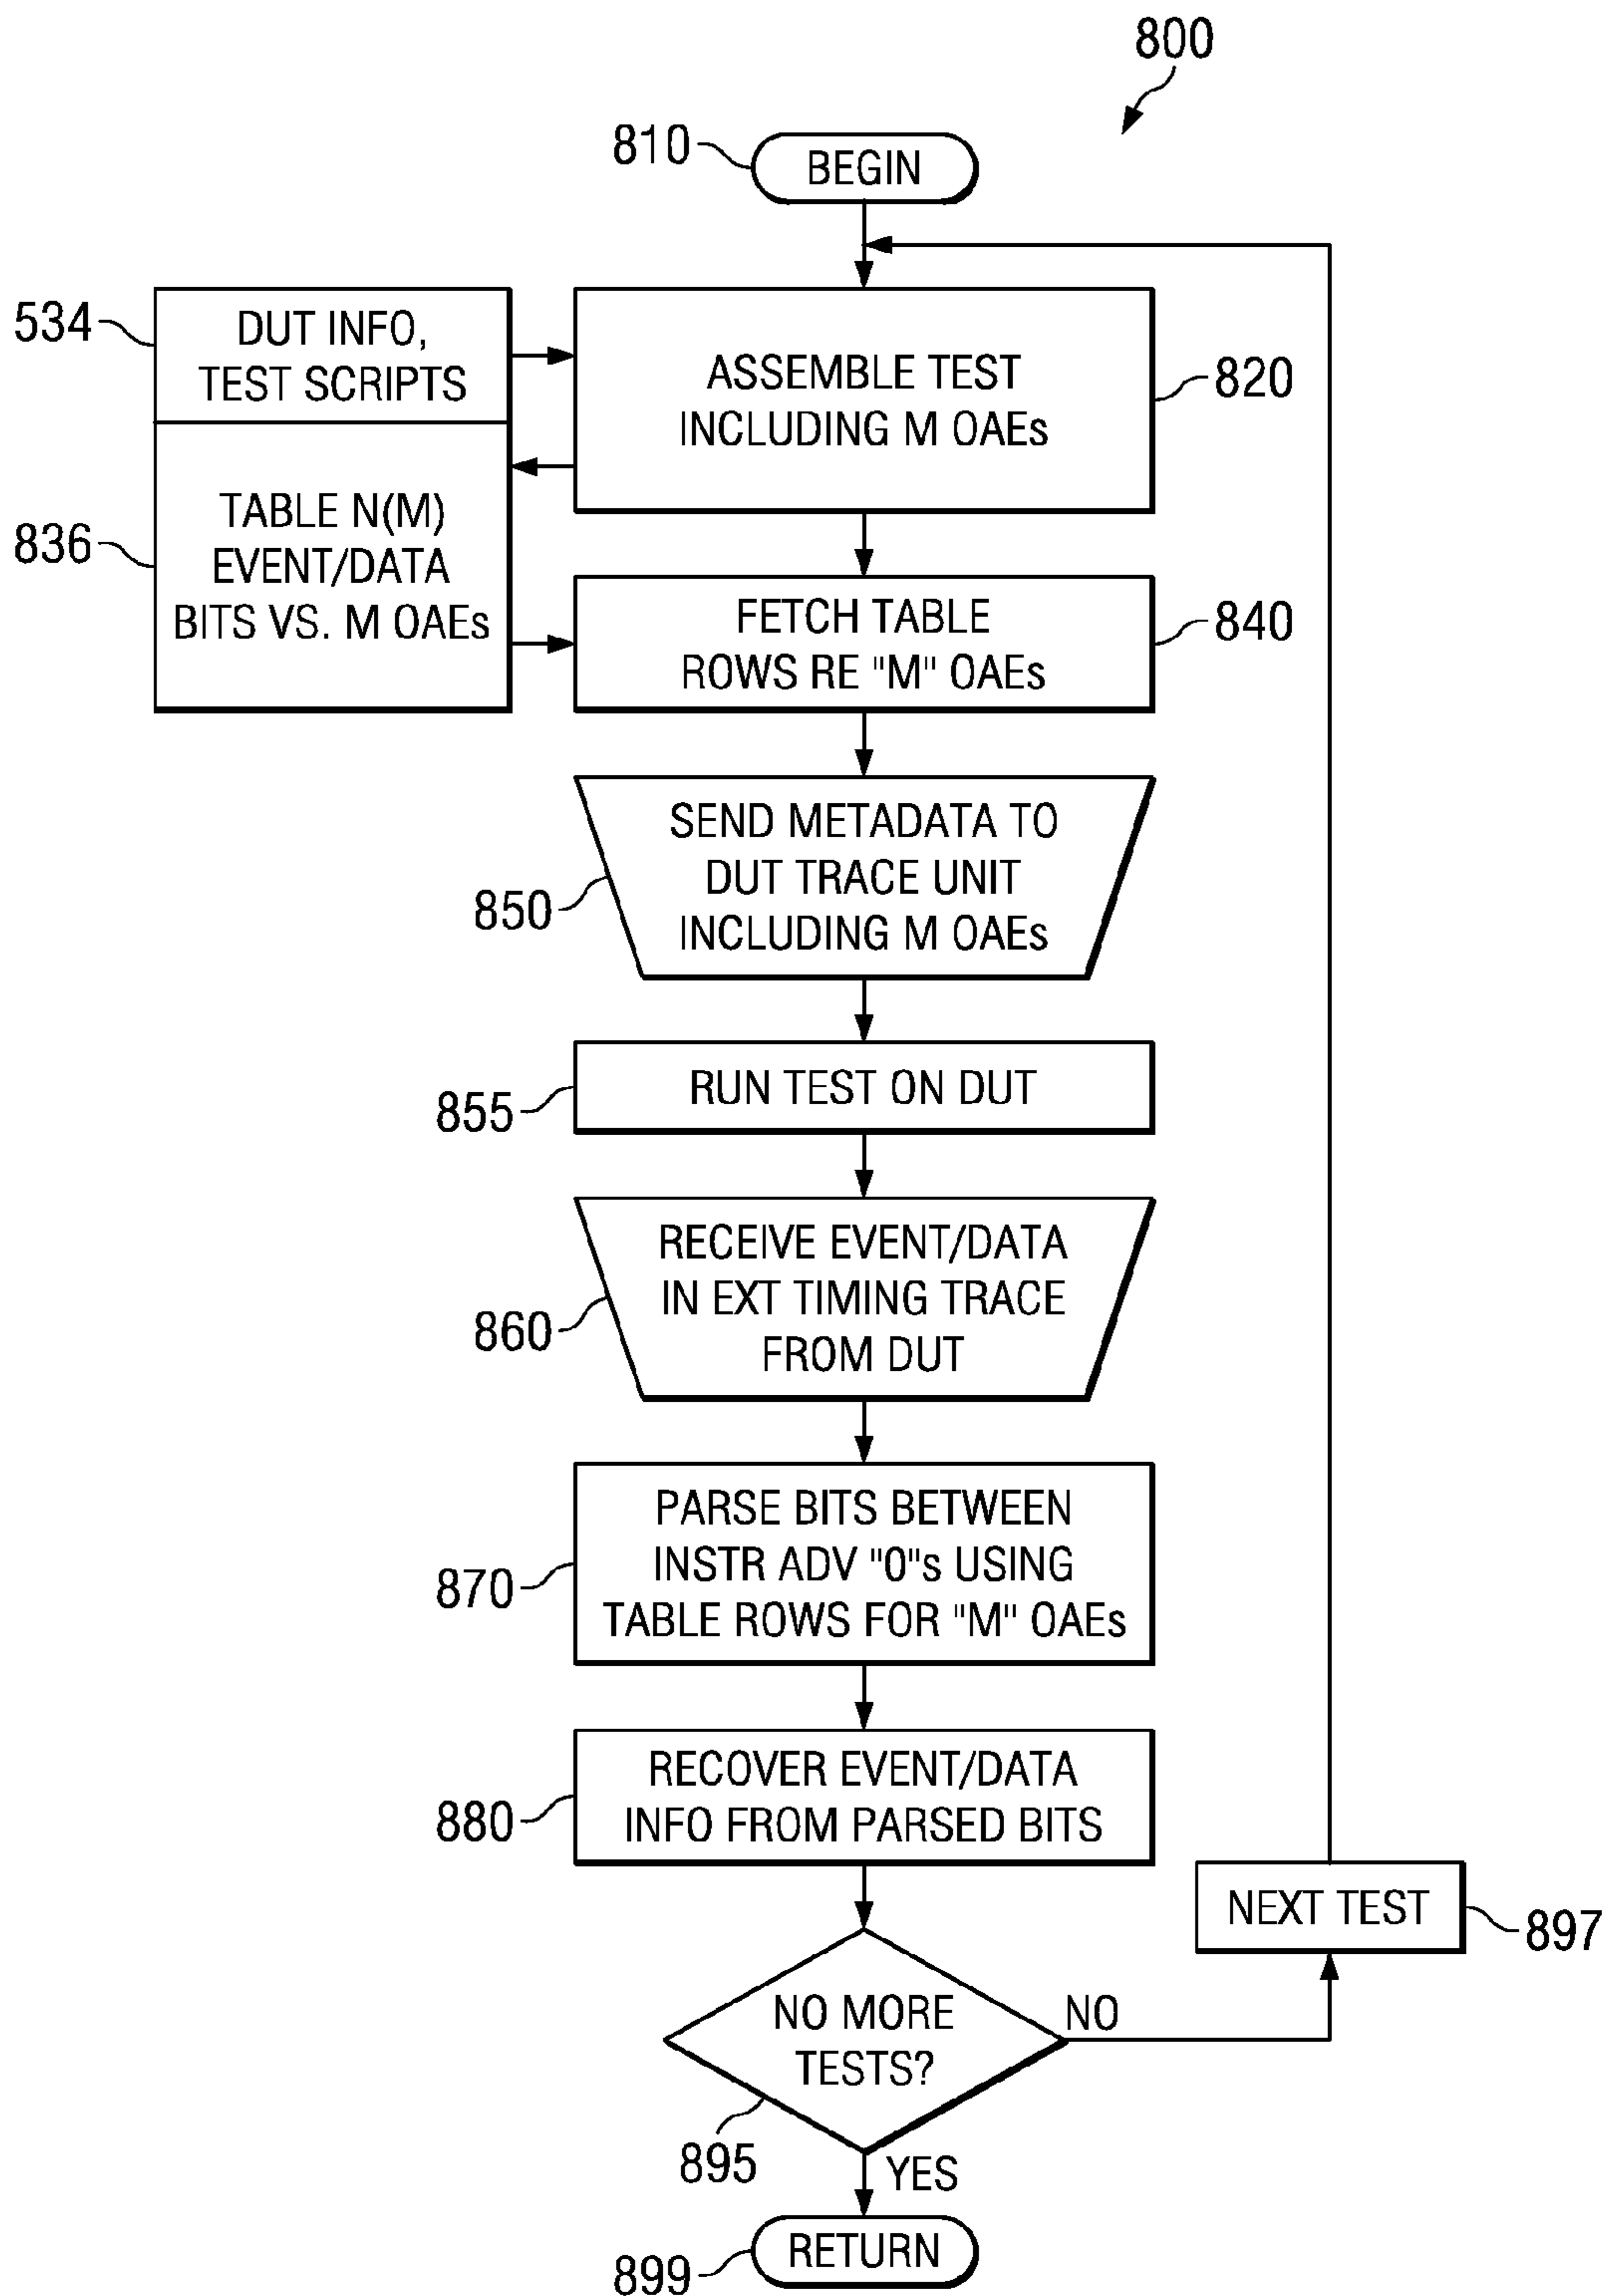 800
810
BEGIN
534
DUT INFO,
TEST SCRIPTS
ASSEMBLE TEST
INCLUDING M OAEs
820
836
TABLE N(M)
EVENT/DATA
BITS VS. M OAEs
FETCH TABLE
ROWS RE "M" OAEs
840
SEND METADATA TO
DUT TRACE UNIT
INCLUDING M OAEs
850
RUN TEST ON DUT
855
RECEIVE EVENT/DATA
IN EXT TIMING TRACE
FROM DUT
860
PARSE BITS BETWEEN
INSTR ADV "0"s USING
TABLE ROWS FOR "M" OAEs
870
RECOVER EVENT/DATA
INFO FROM PARSED BITS
880
NEXT TEST
897
NO MORE
TESTS?
NO
895
YES
RETURN
899